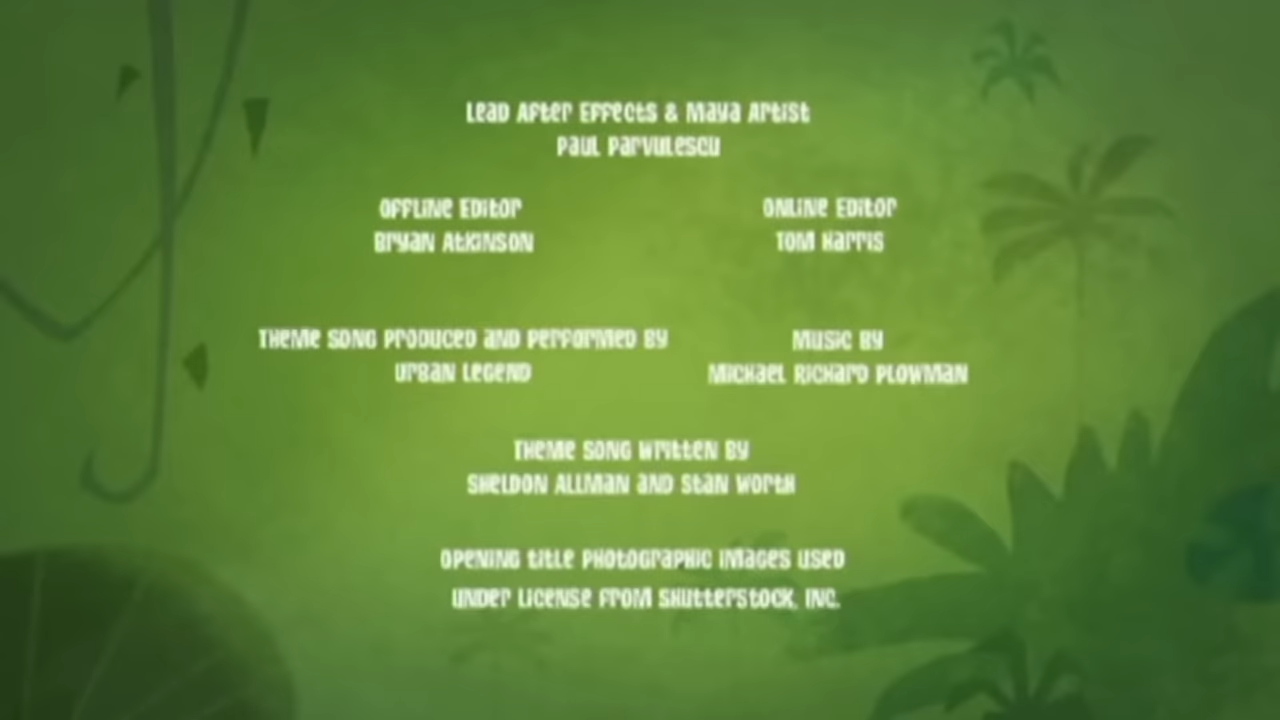 Lead After Effects & Maya Artist
Paul Parvulescu
Offline Editor
Bryan Atkinson
Online Editor
Tom Harris
Theme Song Produced and Performed by
Urban Legend
Music by
Michael Richard Plowman
Theme Song Written by
Sheldon Allman and Stan Worth
Opening title photographic images used
under license from Shutterstock, Inc.